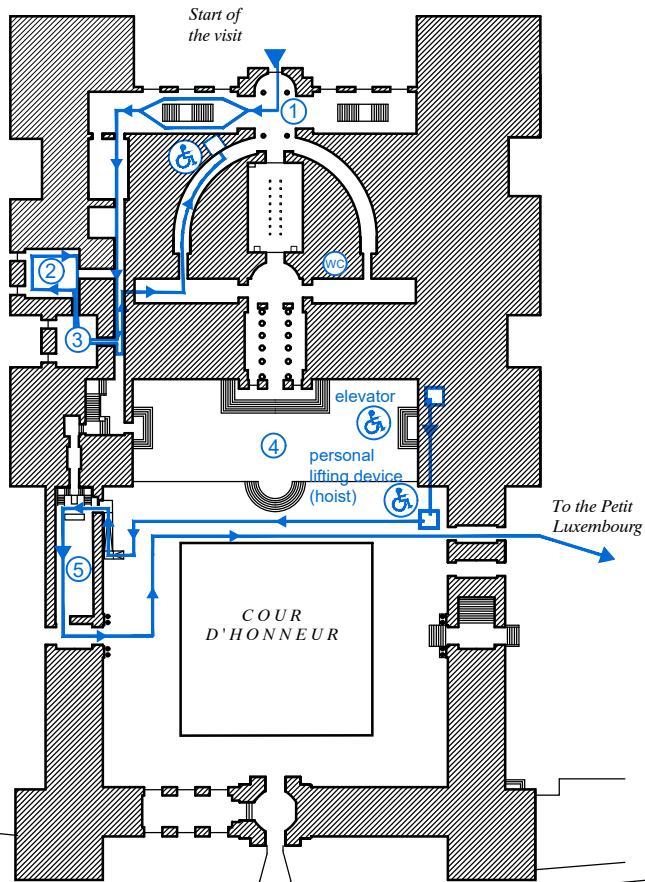 Start of
the visit
1
2
WC
3
elevator
4
personal
lifting device
(hoist)
To the Petit
Luxembourg
5
COUR
D'HONNEUR